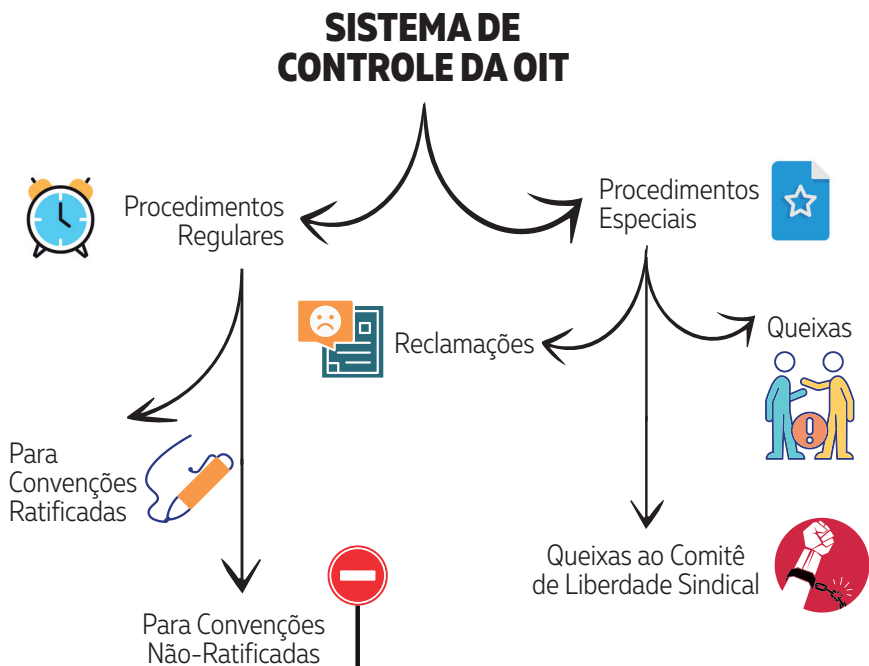 SISTEMA DE
CONTROLE DA OIT
Procedimentos
Regulares
Procedimentos
Especiais
Reclamações
Queixas
Para
Convenções
Ratificadas
Queixas ao Comitê
de Liberdade Sindical
Para Convenções
Não-Ratificadas